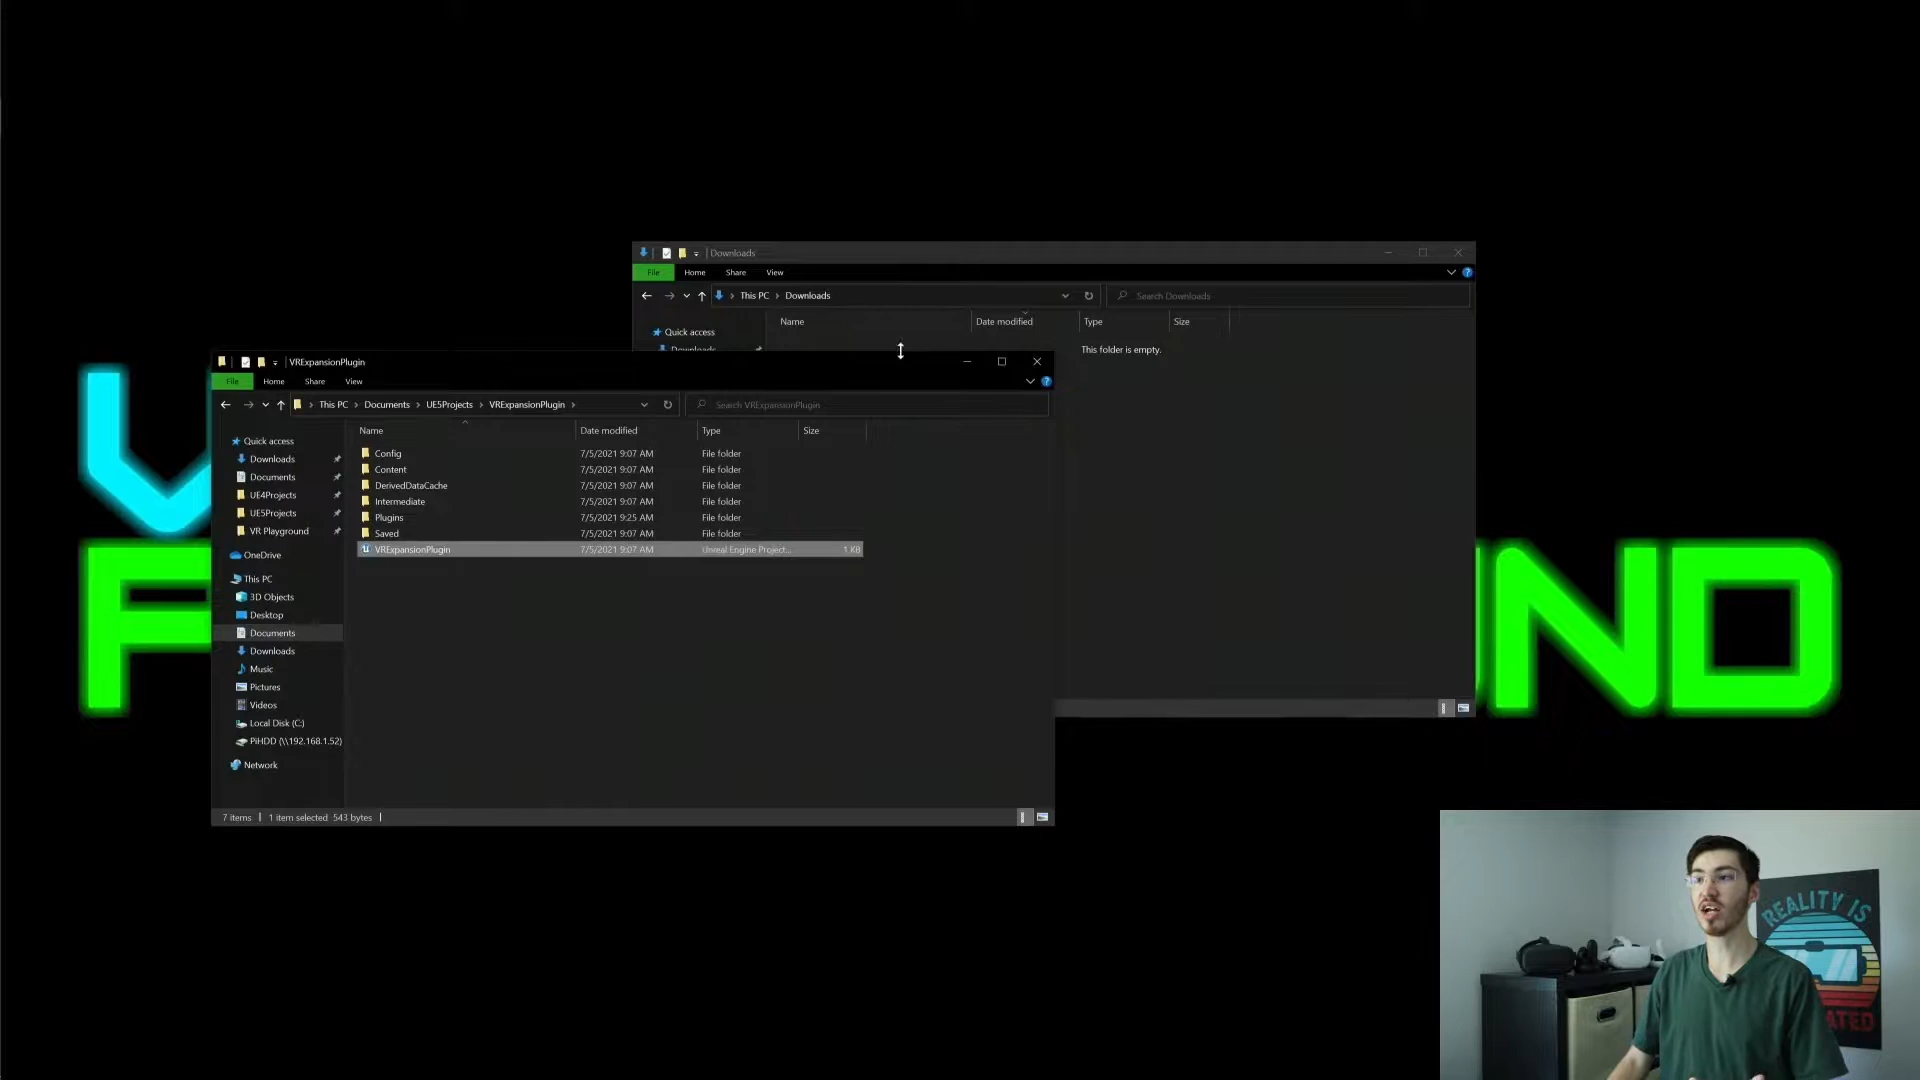 Downloads
File Home Share View
This PC > Downloads
Search Downloads
Name Date modified Type Size
Quick access
Downloads
This folder is empty.
VRExpansionPlugin
File Home Share View
This PC > Documents > UE5Projects > VRExpansionPlugin >
Search VRExpansionPlugin
Name Date modified Type Size
Quick access
Downloads
Documents
UE4Projects
UE5Projects
VR Playground
OneDrive
This PC
3D Objects
Desktop
Documents
Downloads
Music
Pictures
Videos
Local Disk (C:)
PiHDD (\\192.168.1.52)
Network
Config 7/5/2021 9:07 AM File folder
Content 7/5/2021 9:07 AM File folder
DerivedDataCache 7/5/2021 9:07 AM File folder
Intermediate 7/5/2021 9:07 AM File folder
Plugins 7/5/2021 9:25 AM File folder
Saved 7/5/2021 9:07 AM File folder
VRExpansionPlugin 7/5/2021 9:07 AM Unreal Engine Project... 1 KB
7 items 1 item selected 543 bytes
ND
REALITY IS
ATED